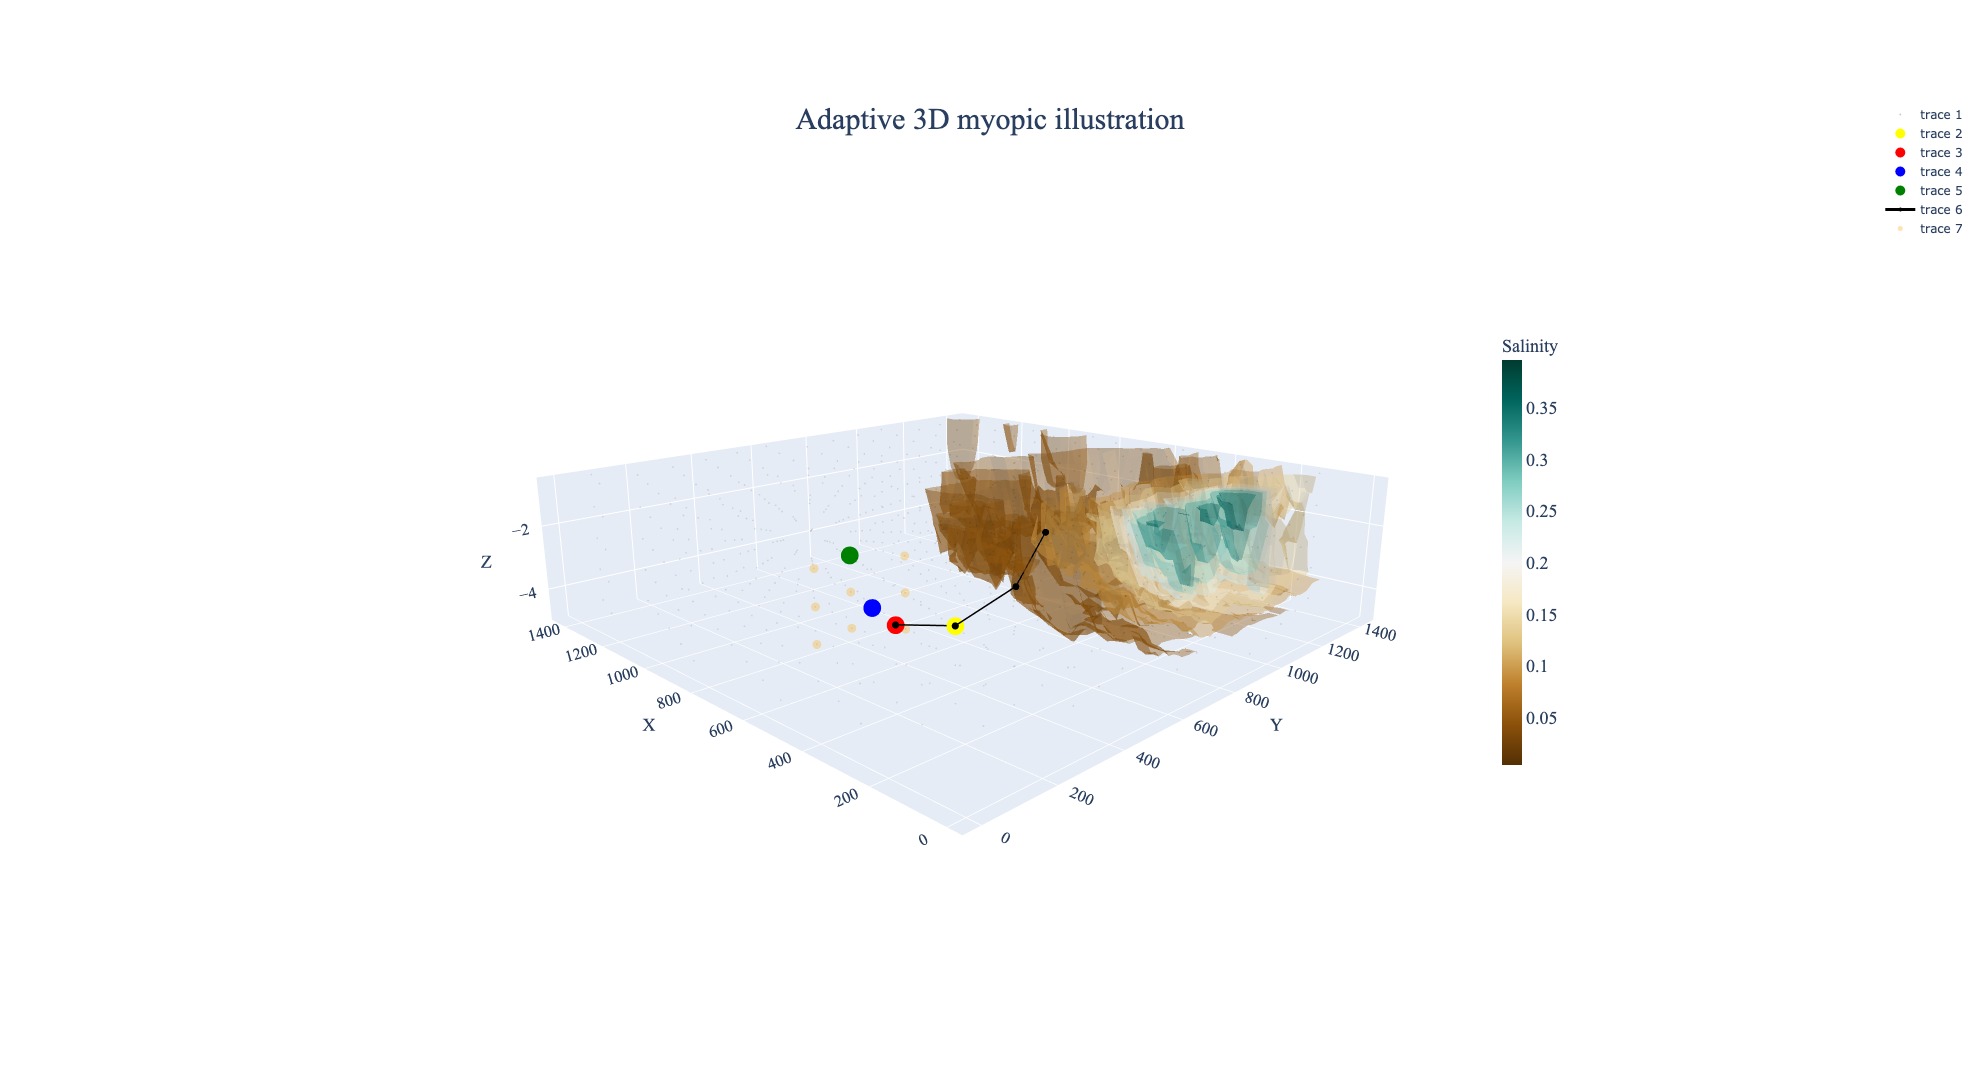 Adaptive 3D myopic illustration
trace 1
trace 2
trace 3
trace 4
trace 5
trace 6
trace 7
Salinity
0.35
0.3
0.25
0.2
0.15
0.1
0.05
Z
−2
−4
X
1400
1200
1000
800
600
400
200
0
Y
0
200
400
600
800
1000
1200
1400